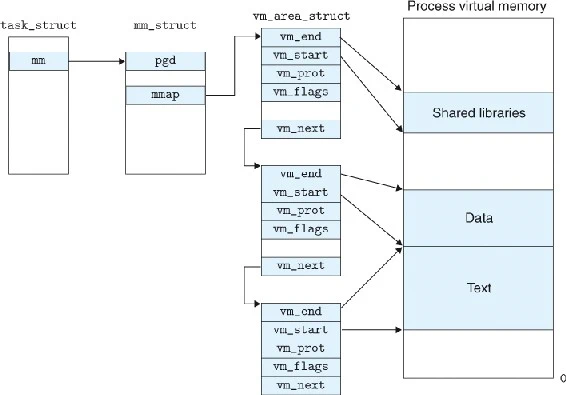 task_struct
mm_struct
vm_area_struct
Process virtual memory
mm
pgd
mmap
vm_end
vm_start
vm_prot
vm_flags
vm_next
vm_end
vm_start
vm_prot
vm_flags
vm_next
vm_end
vm_start
vm_prot
vm_flags
vm_next
Shared libraries
Data
Text
0